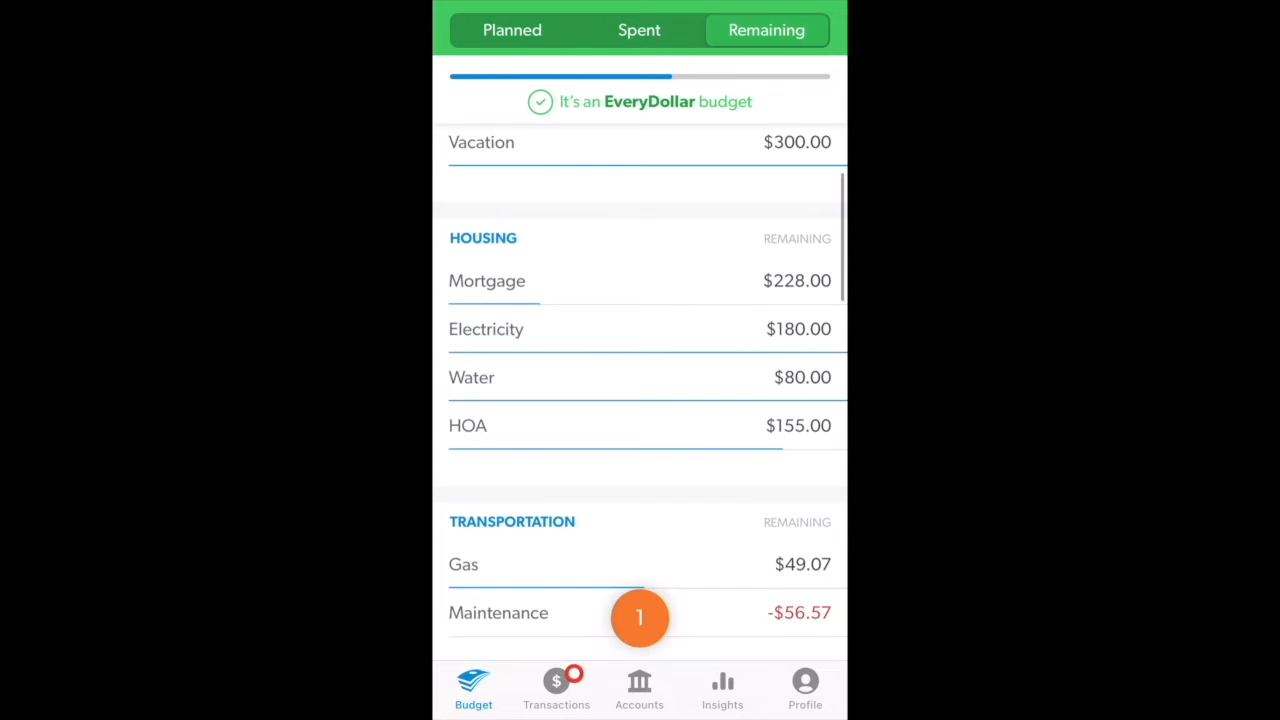 Planned Spent Remaining
It's an EveryDollar budget
Vacation $300.00
HOUSING REMAINING
Mortgage $228.00
Electricity $180.00
Water $80.00
HOA $155.00
TRANSPORTATION REMAINING
Gas $49.07
Maintenance 1 -$56.57
$
Budget Transactions Accounts Insights Profile